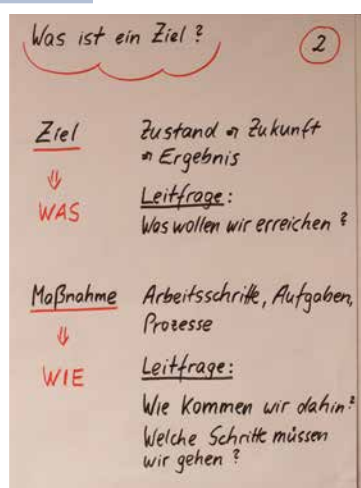 Was ist ein Ziel?
2
Ziel Zustand → Zukunft
→ Ergebnis
⇓ Leitfrage:
WAS Was wollen wir erreichen?
Maßnahme Arbeitsschritte, Aufgaben,
⇓ Prozesse
WIE Leitfrage:
Wie kommen wir dahin?
Welche Schritte müssen
wir gehen?